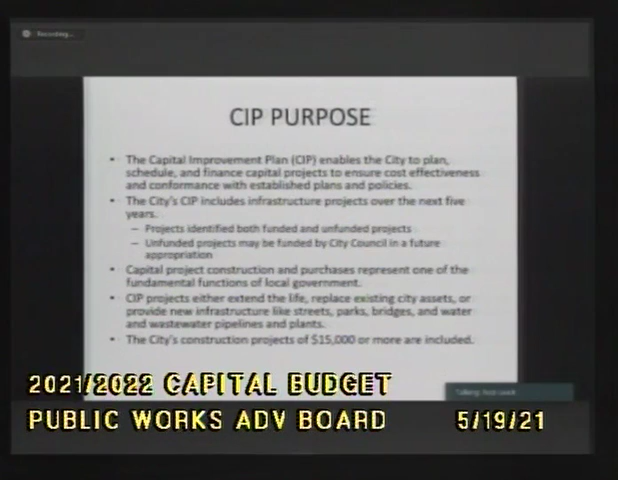 Recording...
CIP PURPOSE
• The Capital Improvement Plan (CIP) enables the City to plan,
schedule, and finance capital projects to ensure cost effectiveness
and conformance with established plans and policies.
• The City's CIP includes infrastructure projects over the next five
years.
– Projects identified both funded and unfunded projects
– Unfunded projects may be funded by City Council in a future
appropriation
• Capital project construction and purchases represent one of the
fundamental functions of local government.
• CIP projects either extend the life, replace existing city assets, or
provide new infrastructure like streets, parks, bridges, and water
and wastewater pipelines and plants.
• The City's construction projects of $15,000 or more are included.
2021/2022 CAPITAL BUDGET
Talking:
PUBLIC WORKS ADV BOARD 5/19/21